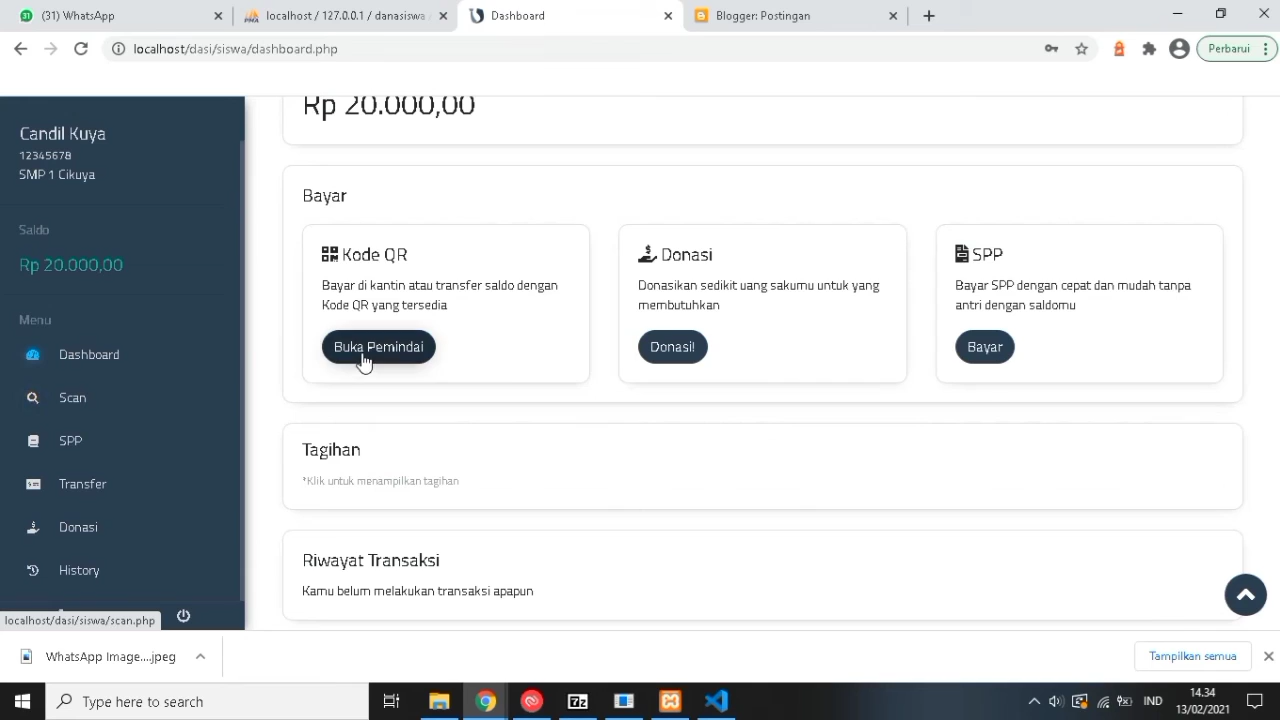 (31) WhatsApp
localhost / 127.0.0.1 / danasiswa
Dashboard
Blogger: Postingan
localhost/dasi/siswa/dashboard.php
Perbarui
Candil Kuya
12345678
SMP 1 Cikuya
Saldo
Rp 20.000,00
Menu
Dashboard
Scan
SPP
Transfer
Donasi
History
localhost/dasi/siswa/scan.php
Rp 20.000,00
Bayar
Kode QR
Bayar di kantin atau transfer saldo dengan
Kode QR yang tersedia
Buka Pemindai
Donasi
Donasikan sedikit uang sakumu untuk yang
membutuhkan
Donasi!
SPP
Bayar SPP dengan cepat dan mudah tanpa
antri dengan saldomu
Bayar
Tagihan
*Klik untuk menampilkan tagihan
Riwayat Transaksi
Kamu belum melakukan transaksi apapun
WhatsApp Image....jpeg
Tampilkan semua
Type here to search
IND
14.34
13/02/2021